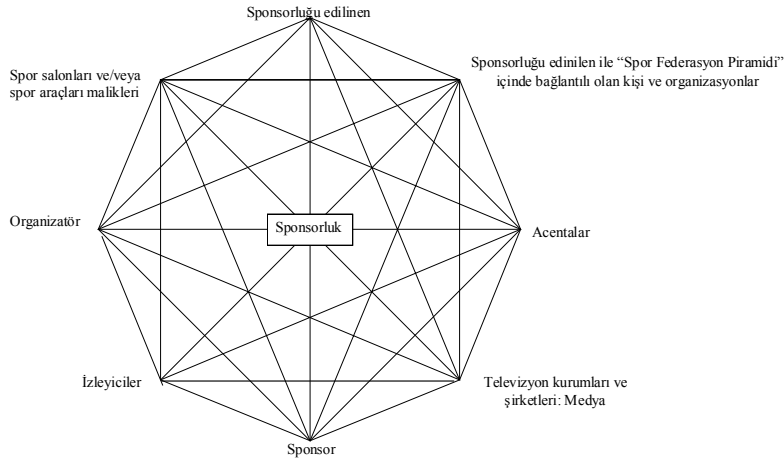 Sponsorluğu edilinen
Spor salonları ve/veya
spor araçları malikleri
Sponsorluğu edinilen ile “Spor Federasyon Piramidi”
içinde bağlantılı olan kişi ve organizasyonlar
Organizatör
Sponsorluk
Acentalar
İzleyiciler
Televizyon kurumları ve
şirketleri: Medya
Sponsor